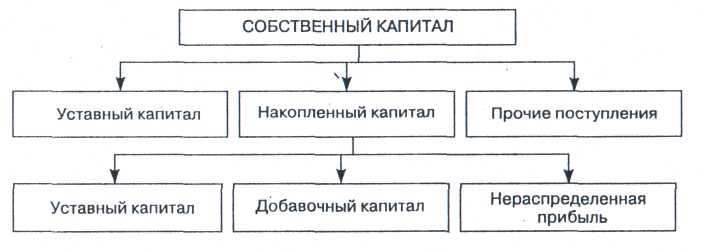 СОБСТВЕННЫЙ КАПИТАЛ
Уставный капитал
Накопленный капитал
Прочие поступления
Уставный капитал
Добавочный капитал
Нераспределенная
прибыль